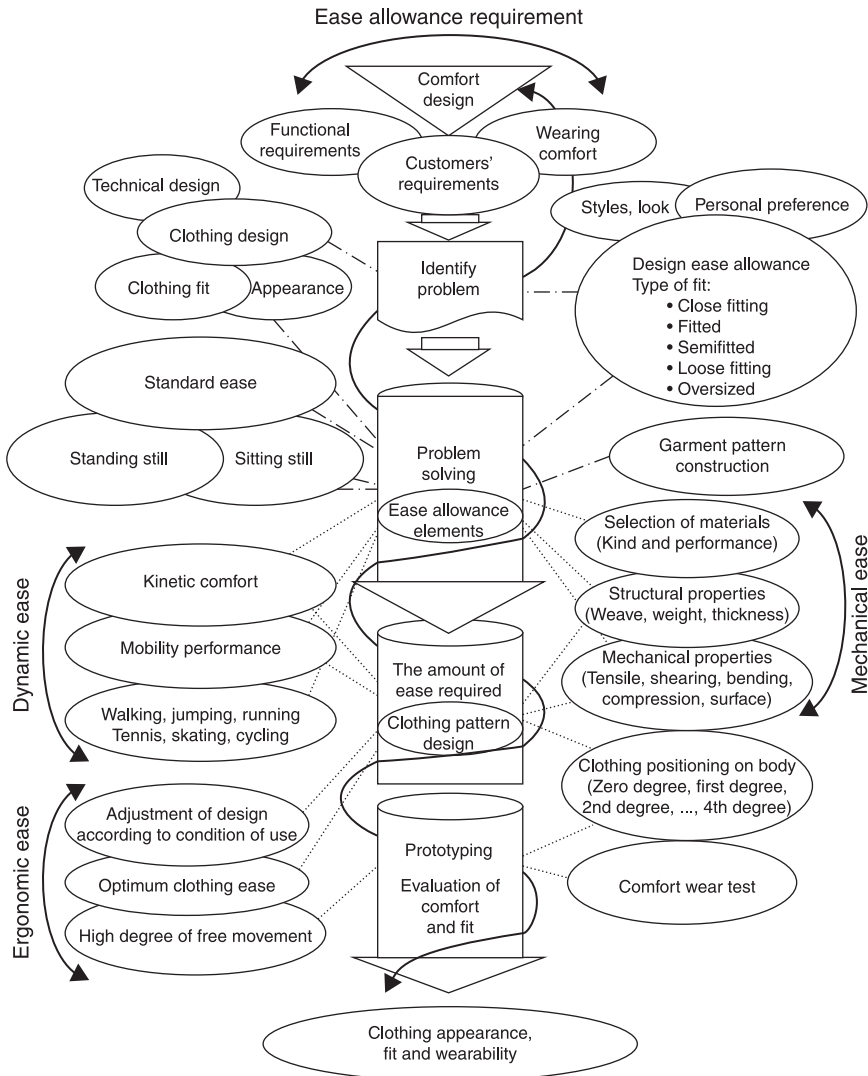 Ease allowance requirement
Comfort
design
Functional
requirements
Wearing
comfort
Customers'
requirements
Technical design
Clothing design
Clothing fit
Appearance
Styles, look
Personal preference
Identify
problem
Design ease allowance
Type of fit:
• Close fitting
• Fitted
• Semifitted
• Loose fitting
• Oversized
Standard ease
Standing still
Sitting still
Problem
solving
Ease allowance
elements
Garment pattern
construction
Selection of materials
(Kind and performance)
Structural properties
(Weave, weight, thickness)
Mechanical properties
(Tensile, shearing, bending,
compression, surface)
Mechanical ease
Dynamic ease
Kinetic comfort
Mobility performance
Walking, jumping, running
Tennis, skating, cycling
The amount of
ease required
Clothing pattern
design
Clothing positioning on body
(Zero degree, first degree,
2nd degree, ..., 4th degree)
Ergonomic ease
Adjustment of design
according to condition of use
Optimum clothing ease
High degree of free movement
Prototyping
Evaluation of
comfort
and fit
Comfort wear test
Clothing appearance,
fit and wearability